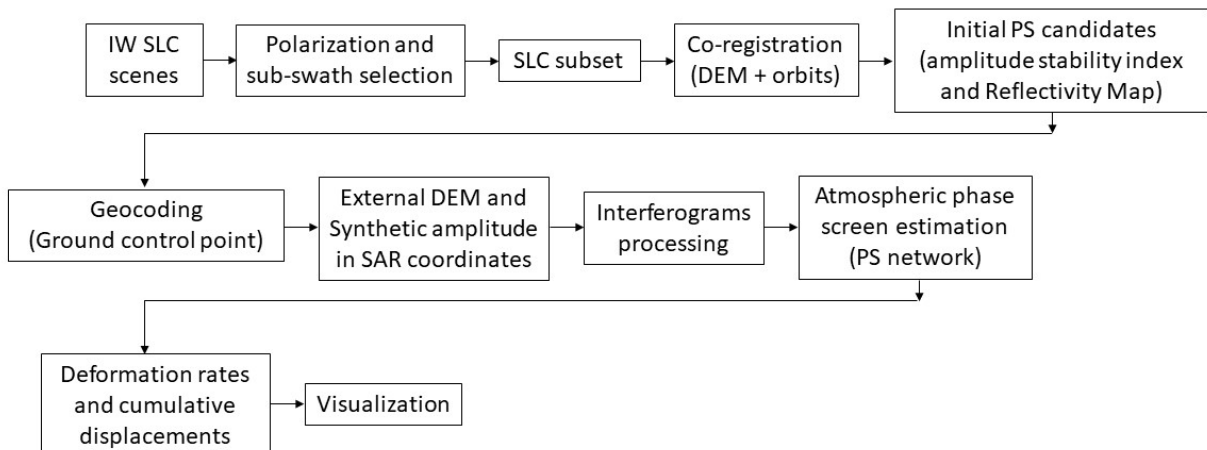 IW SLC
scenes
Polarization and
sub-swath selection
SLC subset
Co-registration
(DEM + orbits)
Initial PS candidates
(amplitude stability index
and Reflectivity Map)
Geocoding
(Ground control point)
External DEM and
Synthetic amplitude
in SAR coordinates
Interferograms
processing
Atmospheric phase
screen estimation
(PS network)
Deformation rates
and cumulative
displacements
Visualization